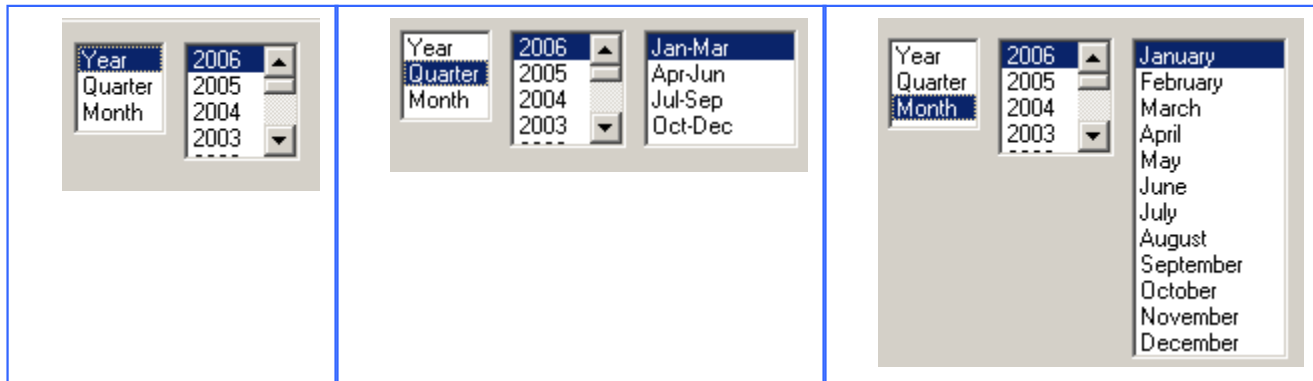 Year
Quarter
Month
2006
2005
2004
2003
Year
Quarter
Month
2006
2005
2004
2003
Jan-Mar
Apr-Jun
Jul-Sep
Oct-Dec
Year
Quarter
Month
2006
2005
2004
2003
January
February
March
April
May
June
July
August
September
October
November
December